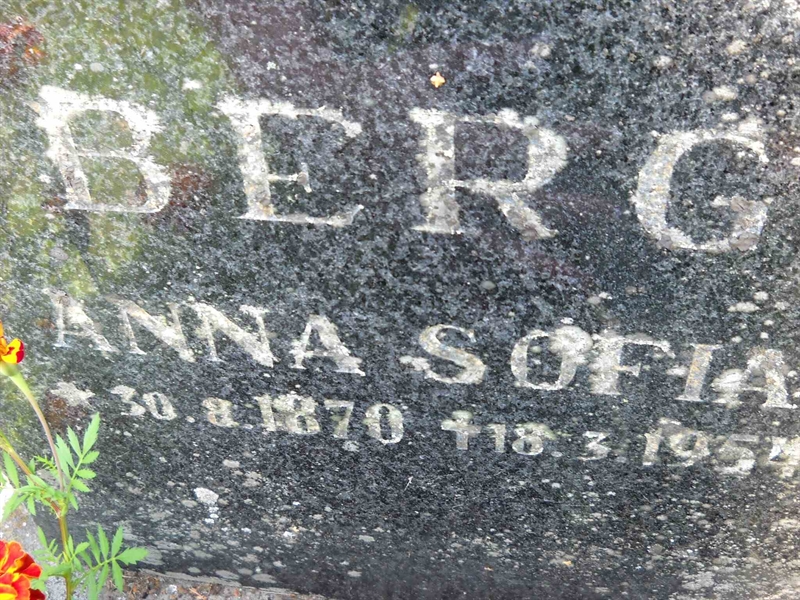 BERG
ANNA SOFIA
* 30.8.1870 † 18.3.1954